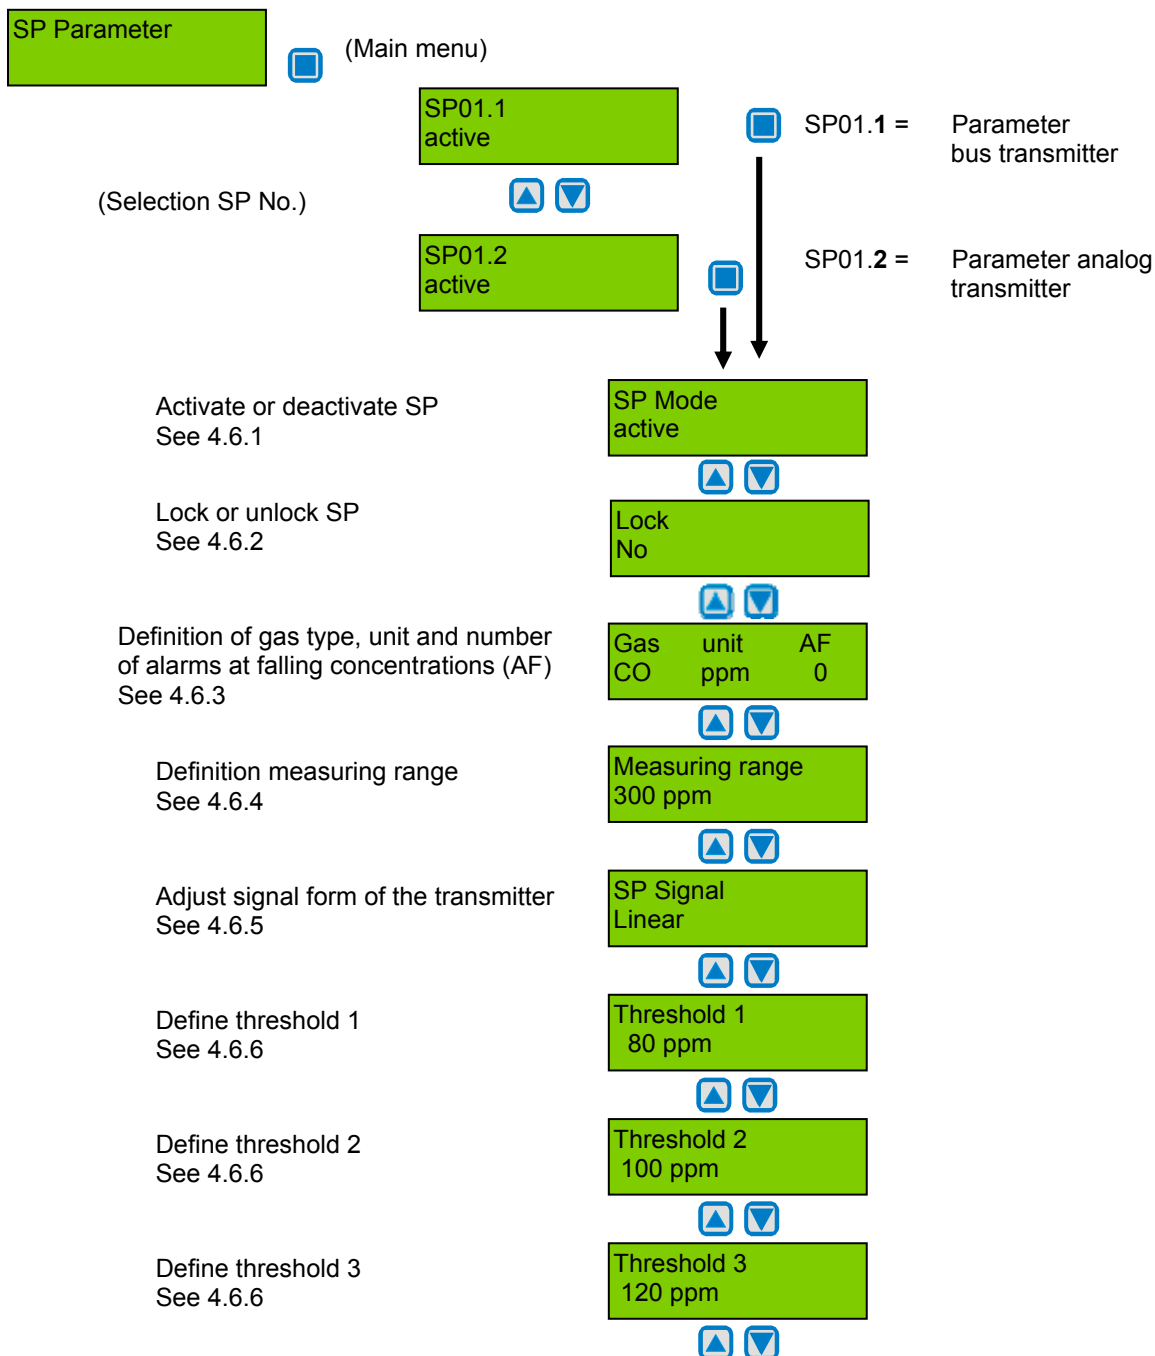 SP Parameter
(Main menu)
SP01.1
active
SP01.1 = Parameter
bus transmitter
(Selection SP No.)
SP01.2
active
SP01.2 = Parameter analog
transmitter
Activate or deactivate SP
See 4.6.1
SP Mode
active
Lock or unlock SP
See 4.6.2
Lock
No
Definition of gas type, unit and number
of alarms at falling concentrations (AF)
See 4.6.3
Gas unit AF
CO ppm 0
Definition measuring range
See 4.6.4
Measuring range
300 ppm
Adjust signal form of the transmitter
See 4.6.5
SP Signal
Linear
Define threshold 1
See 4.6.6
Threshold 1
80 ppm
Define threshold 2
See 4.6.6
Threshold 2
100 ppm
Define threshold 3
See 4.6.6
Threshold 3
120 ppm